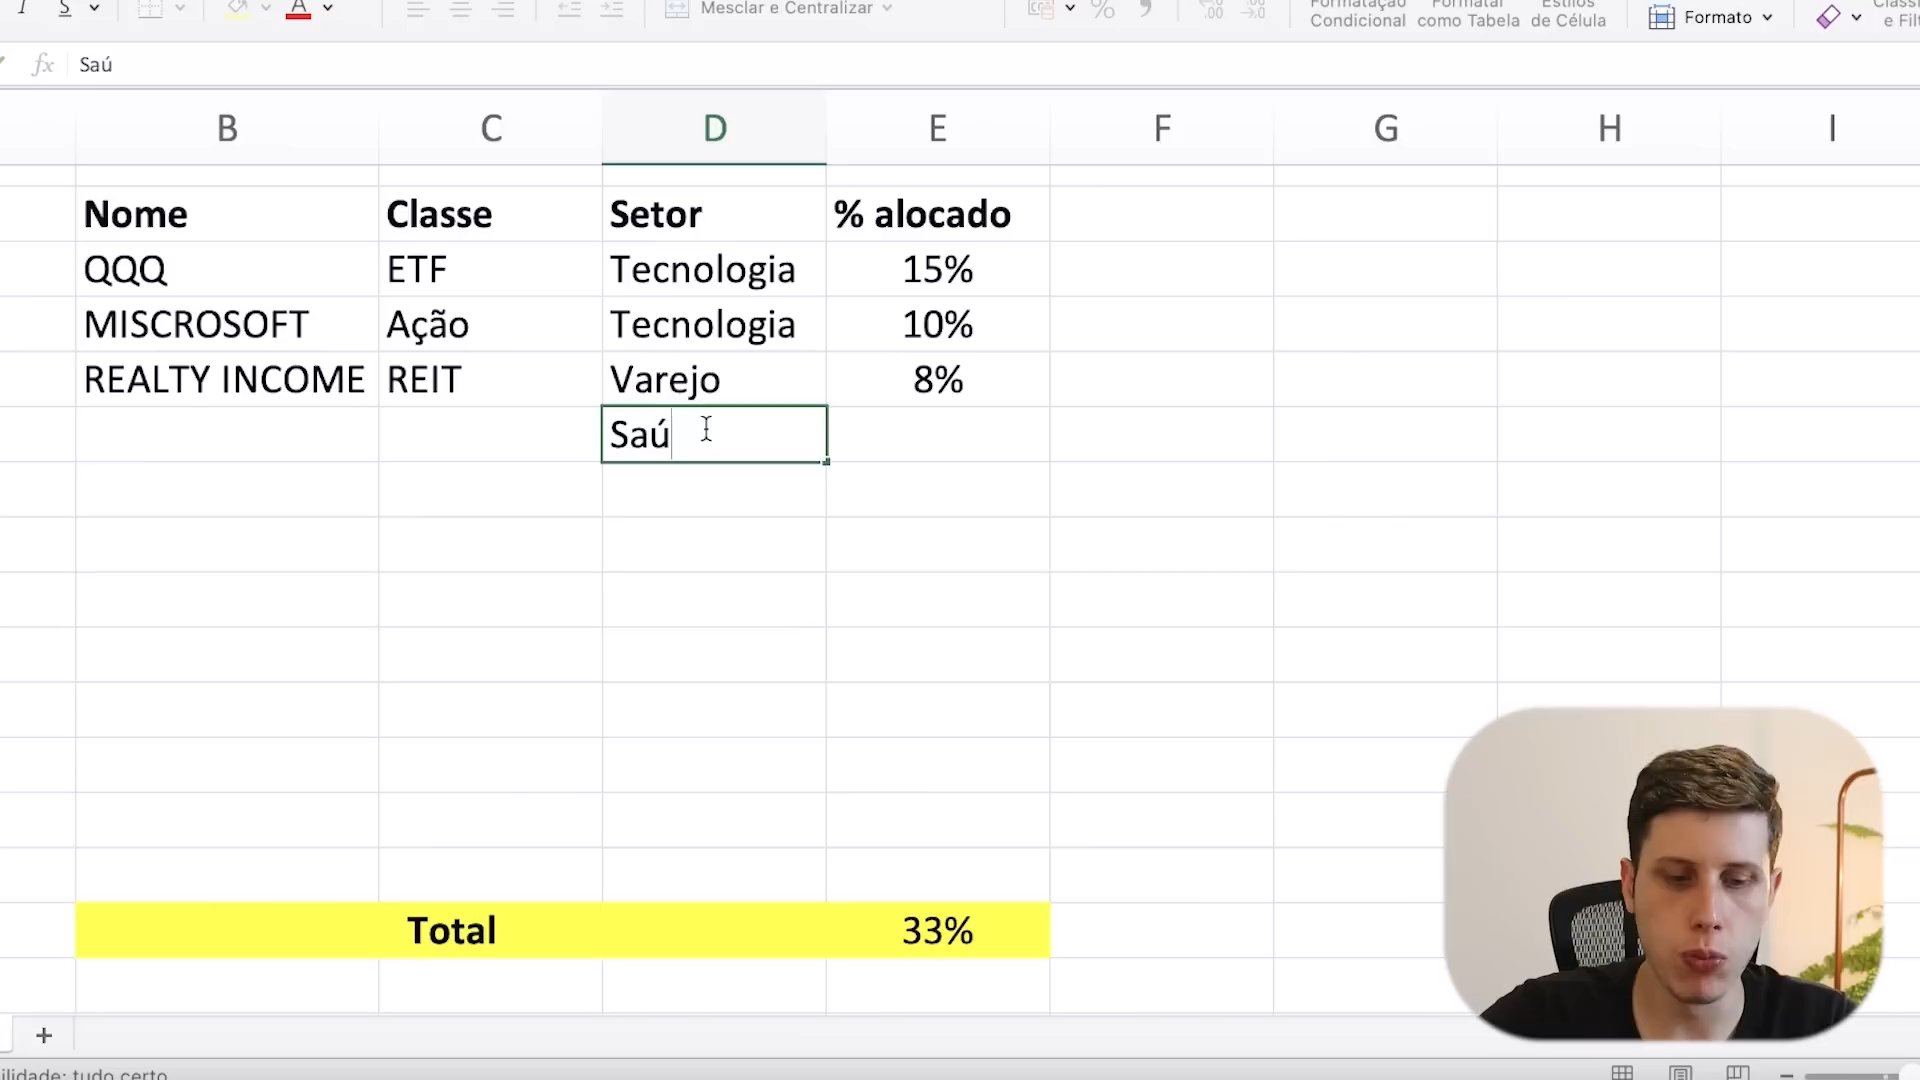 I S A Mesclar e Centralizar %
Formatação Condicional Formatar como Tabela Estilos de Célula Formato
fx Saú
B C D E F G H I
Nome Classe Setor % alocado
QQQ ETF Tecnologia 15%
MISCROSOFT Ação Tecnologia 10%
REALTY INCOME REIT Varejo 8%
Saú
Total 33%
+
ilidade: tudo certo